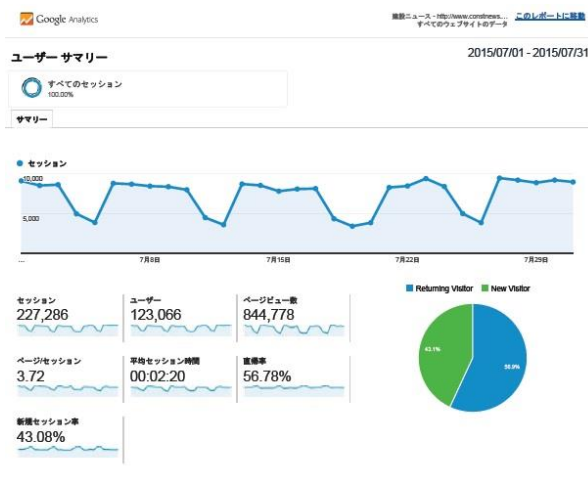 Google Analytics
建設ニュース - http://www.constnews....
すべてのウェブサイトのデータ
このレポートに移動
ユーザー サマリー
2015/07/01 - 2015/07/31
すべてのセッション
100.00%
サマリー
セッション
10,000
5,000
...
7月8日
7月15日
7月22日
7月29日
セッション
227,286
ユーザー
123,066
ページビュー数
844,778
ページ/セッション
3.72
平均セッション時間
00:02:20
直帰率
56.78%
新規セッション率
43.08%
Returning Visitor
New Visitor
43.1%
56.9%